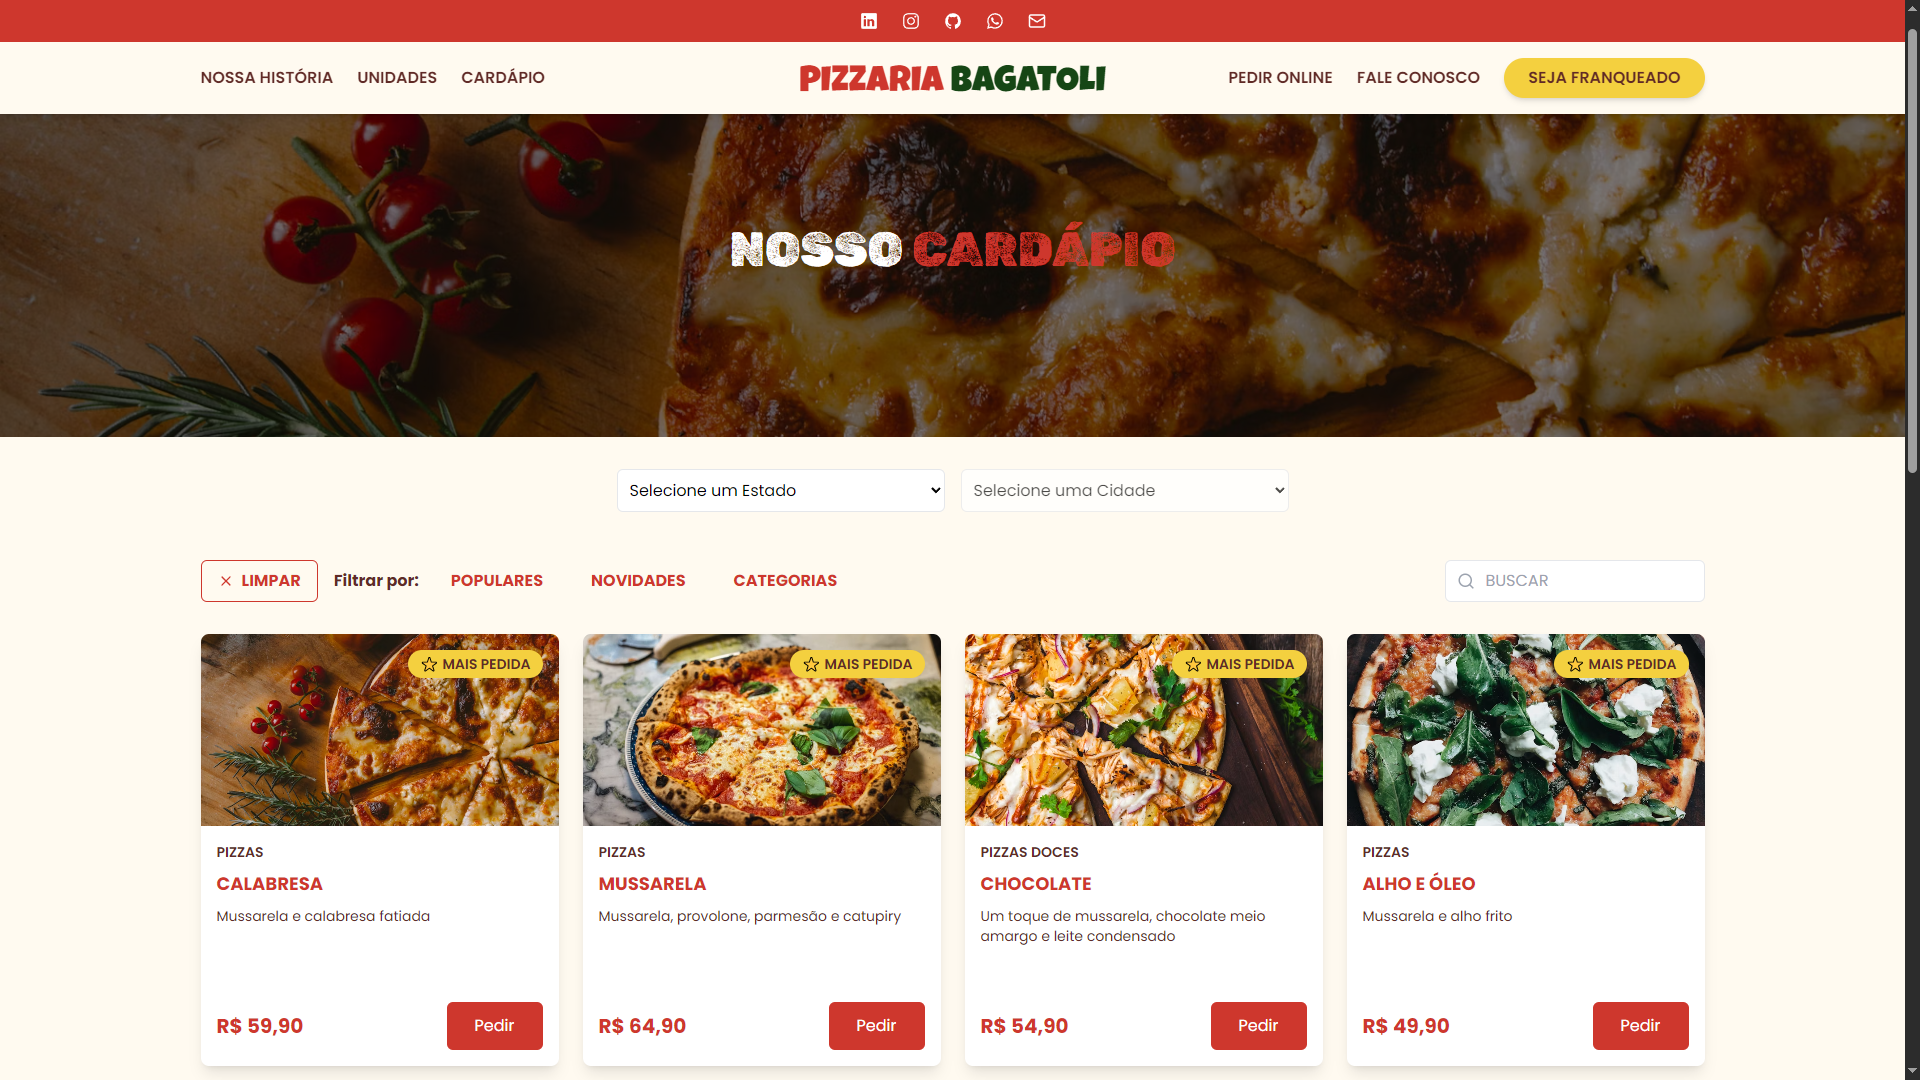 NOSSA HISTÓRIA
UNIDADES
CARDÁPIO
PIZZARIA BAGATOLI
PEDIR ONLINE
FALE CONOSCO
SEJA FRANQUEADO
NOSSO CARDÁPIO
Selecione um Estado
Selecione uma Cidade
LIMPAR
Filtrar por:
POPULARES
NOVIDADES
CATEGORIAS
BUSCAR
MAIS PEDIDA
PIZZAS
CALABRESA
Mussarela e calabresa fatiada
R$ 59,90
Pedir
MAIS PEDIDA
PIZZAS
MUSSARELA
Mussarela, provolone, parmesão e catupiry
R$ 64,90
Pedir
MAIS PEDIDA
PIZZAS DOCES
CHOCOLATE
Um toque de mussarela, chocolate meio
amargo e leite condensado
R$ 54,90
Pedir
MAIS PEDIDA
PIZZAS
ALHO E ÓLEO
Mussarela e alho frito
R$ 49,90
Pedir